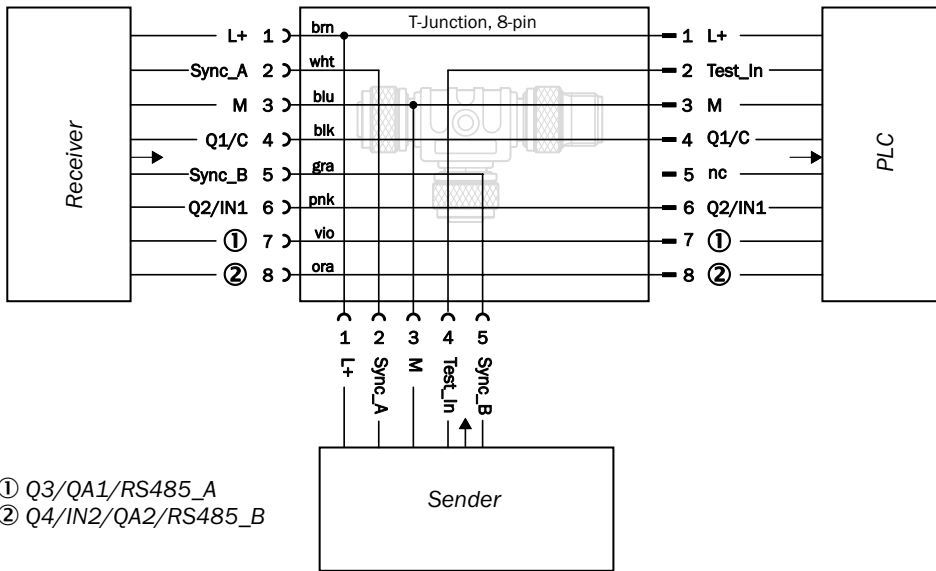 T-Junction, 8-pin
L+ 1 brn 1 L+
Sync_A 2 wht 2 Test_In
M 3 blu 3 M
Q1/C 4 blk 4 Q1/C
Sync_B 5 gra 5 nc
Q2/IN1 6 pnk 6 Q2/IN1
① 7 vio 7 ①
② 8 ora 8 ②
Receiver
PLC
1 2 3 4 5
L+ Sync_A M Test_In Sync_B
Sender
① Q3/QA1/RS485_A
② Q4/IN2/QA2/RS485_B